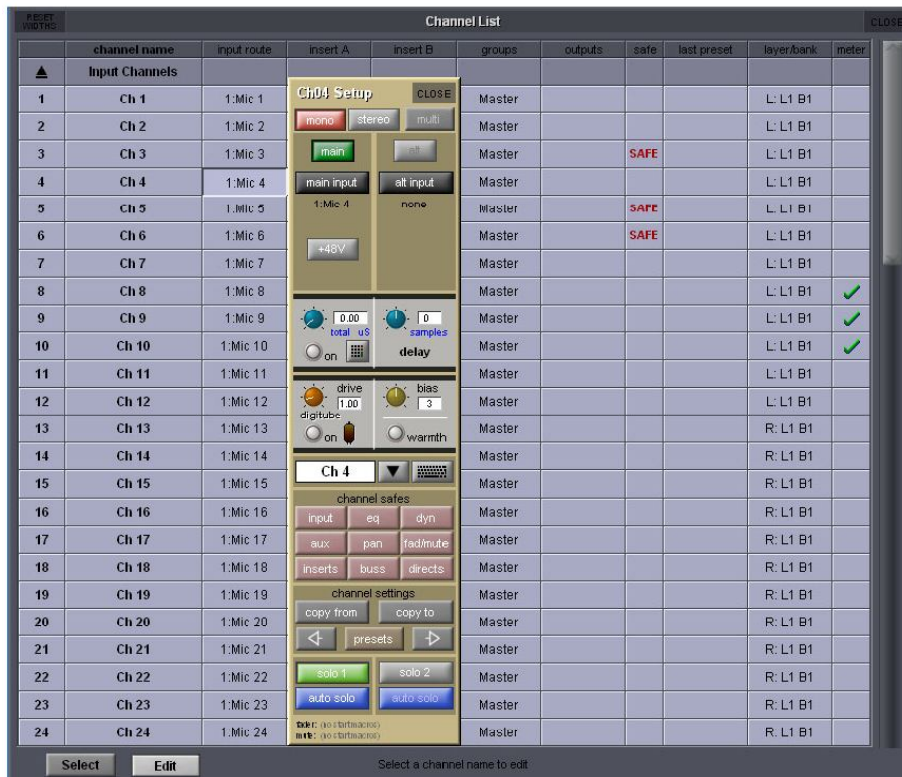 RESET WIDTHS Channel List CLOSE
channel name input route insert A insert B groups outputs safe last preset layer/bank meter
Input Channels
1 Ch 1 1:Mic 1 Master L: L1 B1
2 Ch 2 1:Mic 2 Master L: L1 B1
3 Ch 3 1:Mic 3 Master SAFE L: L1 B1
4 Ch 4 1:Mic 4 Master L: L1 B1
5 Ch 5 1:Mic 5 Master SAFE L: L1 B1
6 Ch 6 1:Mic 6 Master SAFE L: L1 B1
7 Ch 7 1:Mic 7 Master L: L1 B1
8 Ch 8 1:Mic 8 Master L: L1 B1
9 Ch 9 1:Mic 9 Master L: L1 B1
10 Ch 10 1:Mic 10 Master L: L1 B1
11 Ch 11 1:Mic 11 Master L: L1 B1
12 Ch 12 1:Mic 12 Master L: L1 B1
13 Ch 13 1:Mic 13 Master R: L1 B1
14 Ch 14 1:Mic 14 Master R: L1 B1
15 Ch 15 1:Mic 15 Master R: L1 B1
16 Ch 16 1:Mic 16 Master R: L1 B1
17 Ch 17 1:Mic 17 Master R: L1 B1
18 Ch 18 1:Mic 18 Master R: L1 B1
19 Ch 19 1:Mic 19 Master R: L1 B1
20 Ch 20 1:Mic 20 Master R: L1 B1
21 Ch 21 1:Mic 21 Master R: L1 B1
22 Ch 22 1:Mic 22 Master R: L1 B1
23 Ch 23 1:Mic 23 Master R: L1 B1
24 Ch 24 1:Mic 24 Master R: L1 B1
Ch04 Setup CLOSE
mono stereo multi
main alt
main input alt input
1:Mic 4 none
+48V
0.00 0
total uS samples
on delay
drive bias
1.00 3
digitube
on warmth
Ch 4
channel safes
input eq dyn
aux pan fad/mute
inserts buss directs
channel settings
copy from copy to
presets
solo 1 solo 2
auto solo auto solo
fader: (no startmacros)
mute: (no startmacros)
Select Edit Select a channel name to edit